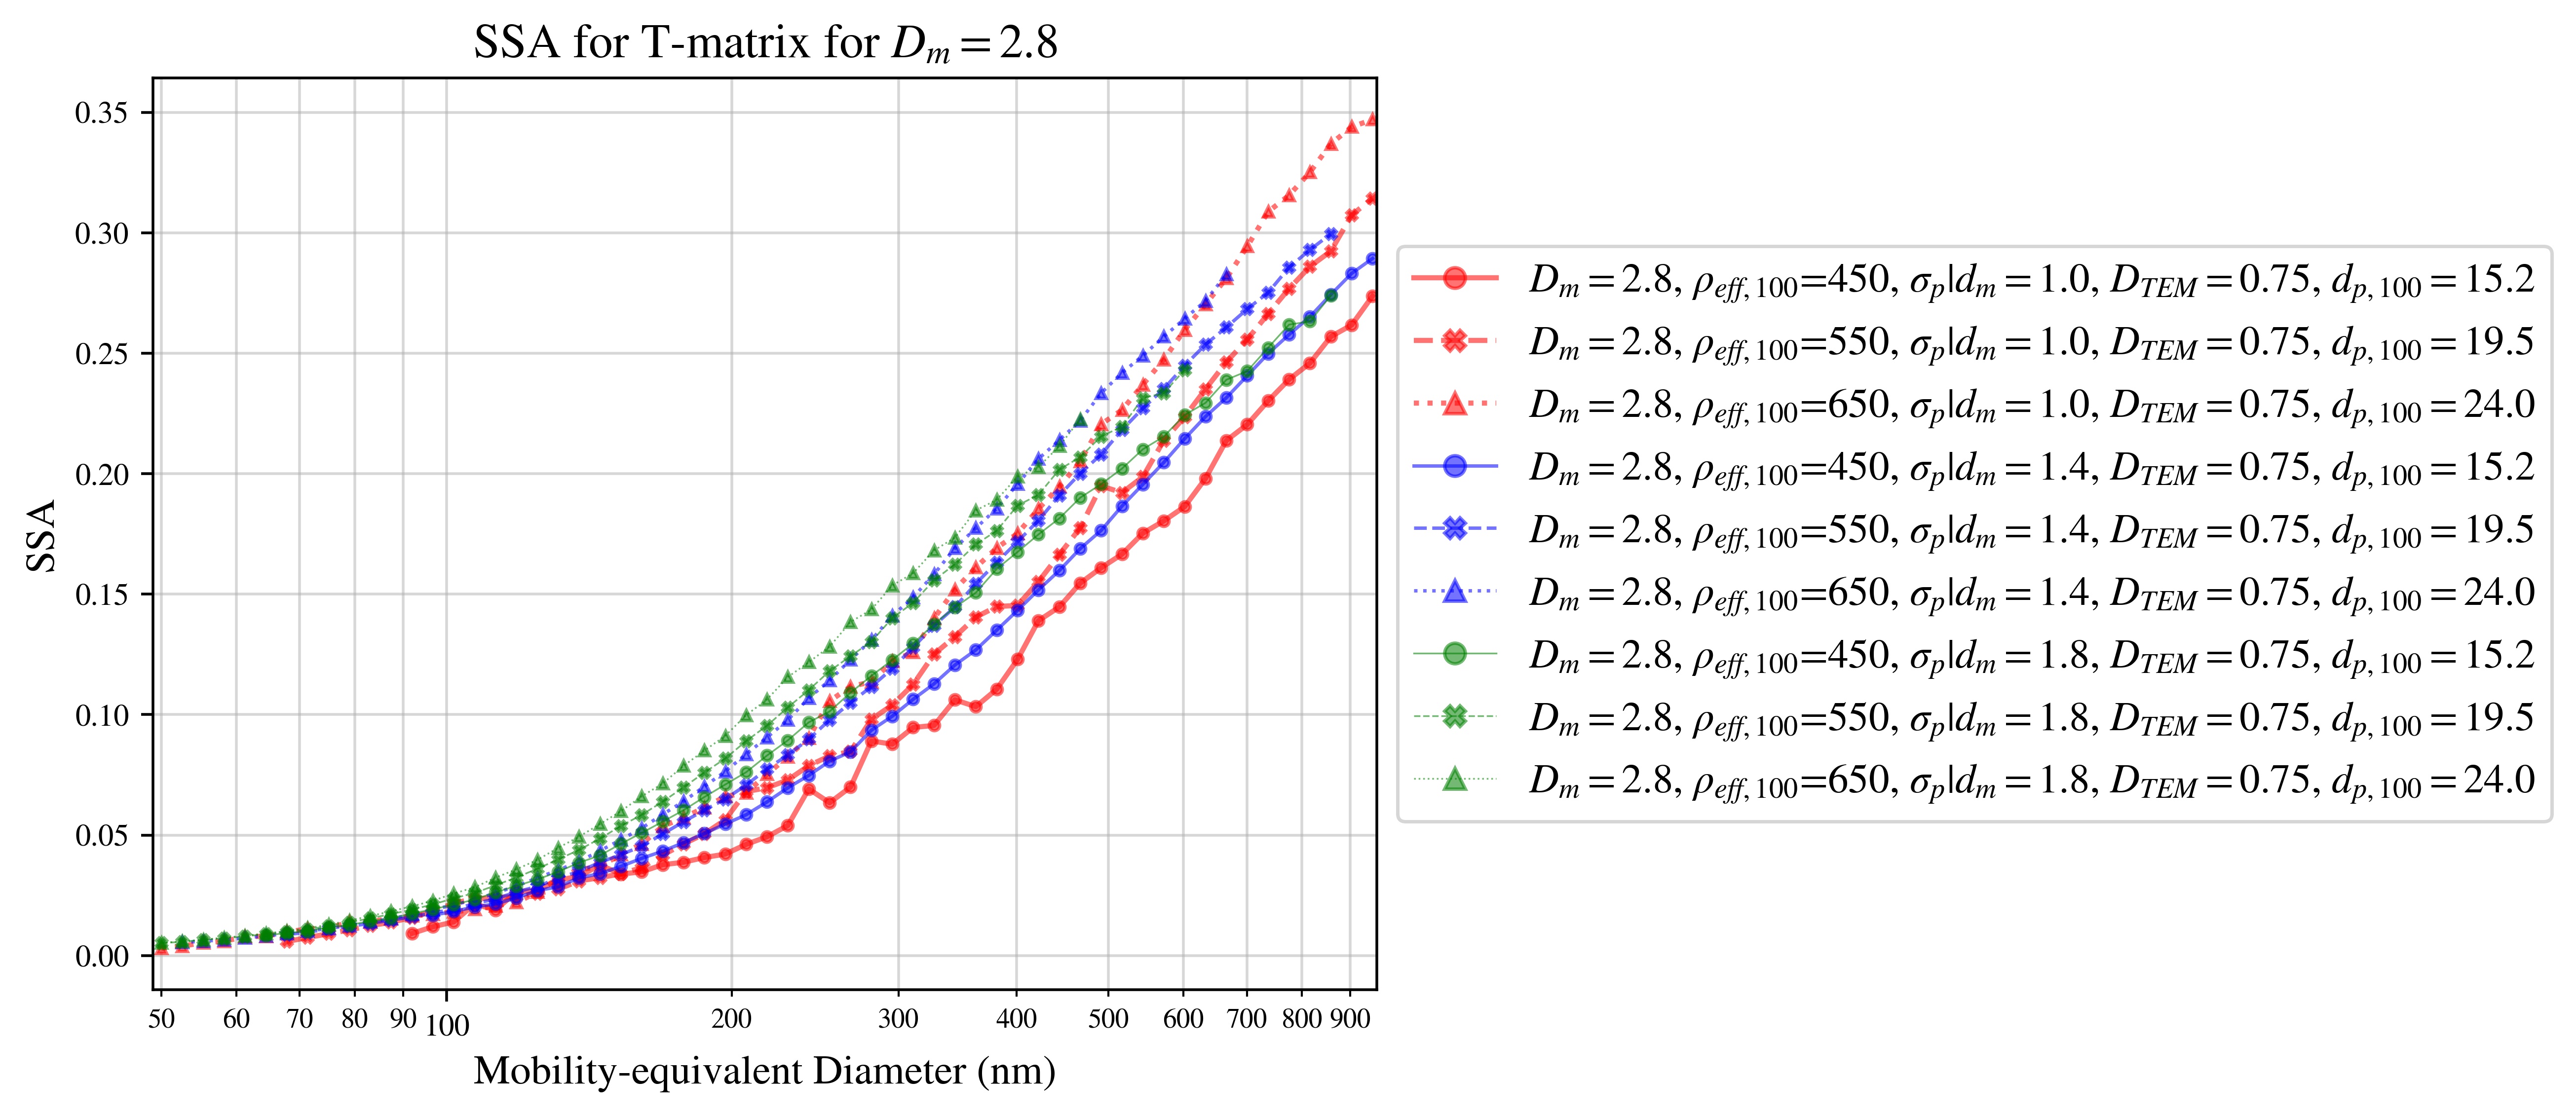 SSA for T-matrix for D_m = 2.8
0.35
0.30
0.25
0.20
0.15
0.10
0.05
0.00
SSA
50 60 70 80 90 100 200 300 400 500 600 700 800 900
Mobility-equivalent Diameter (nm)
D_m = 2.8, ρ_eff,100=450, σ_p|d_m = 1.0, D_TEM = 0.75, d_p,100 = 15.2
D_m = 2.8, ρ_eff,100=550, σ_p|d_m = 1.0, D_TEM = 0.75, d_p,100 = 19.5
D_m = 2.8, ρ_eff,100=650, σ_p|d_m = 1.0, D_TEM = 0.75, d_p,100 = 24.0
D_m = 2.8, ρ_eff,100=450, σ_p|d_m = 1.4, D_TEM = 0.75, d_p,100 = 15.2
D_m = 2.8, ρ_eff,100=550, σ_p|d_m = 1.4, D_TEM = 0.75, d_p,100 = 19.5
D_m = 2.8, ρ_eff,100=650, σ_p|d_m = 1.4, D_TEM = 0.75, d_p,100 = 24.0
D_m = 2.8, ρ_eff,100=450, σ_p|d_m = 1.8, D_TEM = 0.75, d_p,100 = 15.2
D_m = 2.8, ρ_eff,100=550, σ_p|d_m = 1.8, D_TEM = 0.75, d_p,100 = 19.5
D_m = 2.8, ρ_eff,100=650, σ_p|d_m = 1.8, D_TEM = 0.75, d_p,100 = 24.0